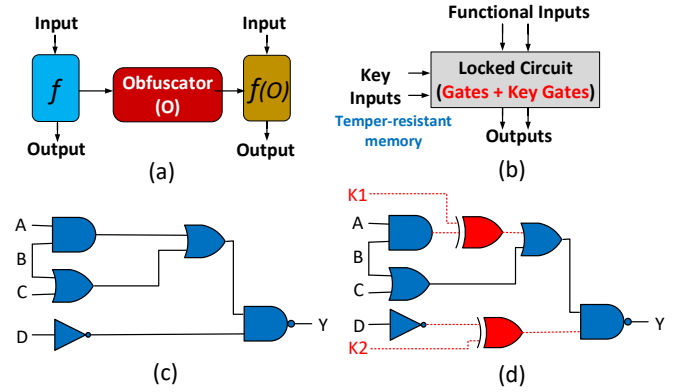 Input
Input
f
Obfuscator
(O)
f(O)
Output
Output
(a)
Functional Inputs
Key
Inputs
Temper-resistant
memory
Locked Circuit
(Gates + Key Gates)
Outputs
(b)
A
B
C
D
Y
(c)
K1
A
B
C
D
K2
Y
(d)